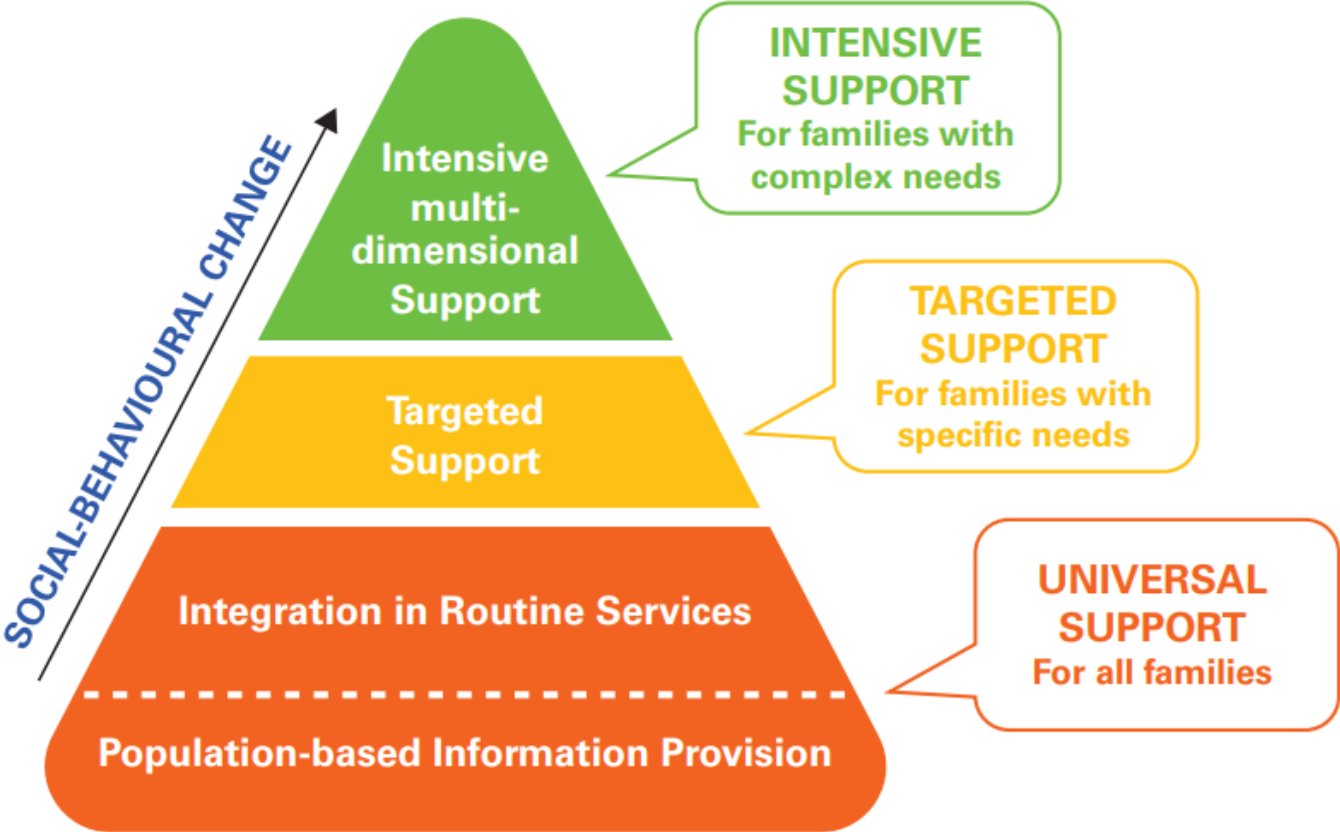 INTENSIVE
SUPPORT
For families with
complex needs
Intensive
multi-
dimensional
Support
SOCIAL-BEHAVIOURAL CHANGE
TARGETED
SUPPORT
For families with
specific needs
Targeted
Support
UNIVERSAL
SUPPORT
For all families
Integration in Routine Services
Population-based Information Provision